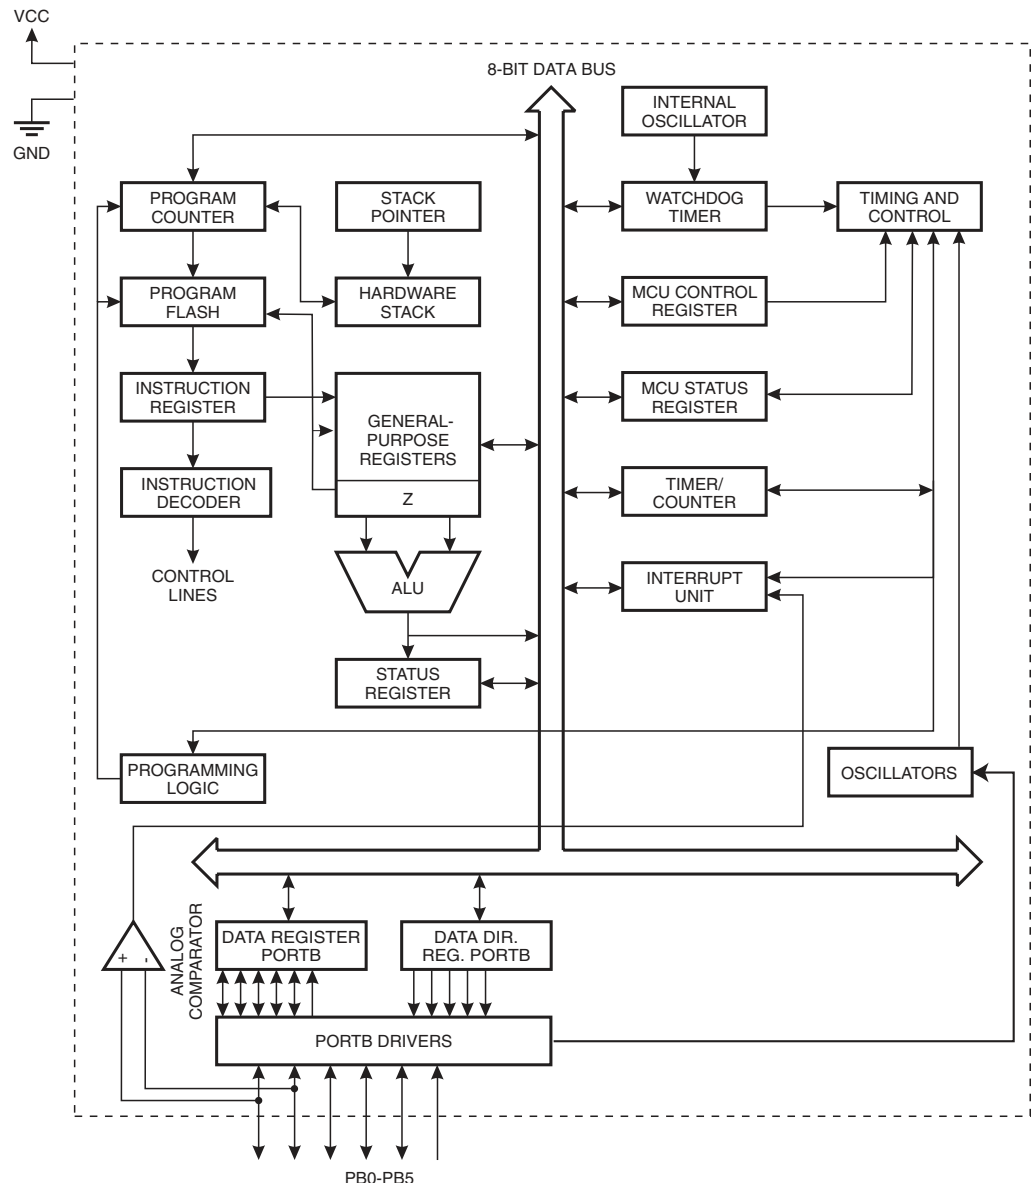 VCC
GND
8-BIT DATA BUS
INTERNAL
OSCILLATOR
PROGRAM
COUNTER
STACK
POINTER
WATCHDOG
TIMER
TIMING AND
CONTROL
PROGRAM
FLASH
HARDWARE
STACK
MCU CONTROL
REGISTER
INSTRUCTION
REGISTER
GENERAL-
PURPOSE
REGISTERS
Z
MCU STATUS
REGISTER
INSTRUCTION
DECODER
TIMER/
COUNTER
CONTROL
LINES
ALU
INTERRUPT
UNIT
STATUS
REGISTER
PROGRAMMING
LOGIC
OSCILLATORS
+
-
ANALOG
COMPARATOR
DATA REGISTER
PORTB
DATA DIR.
REG. PORTB
PORTB DRIVERS
PB0-PB5